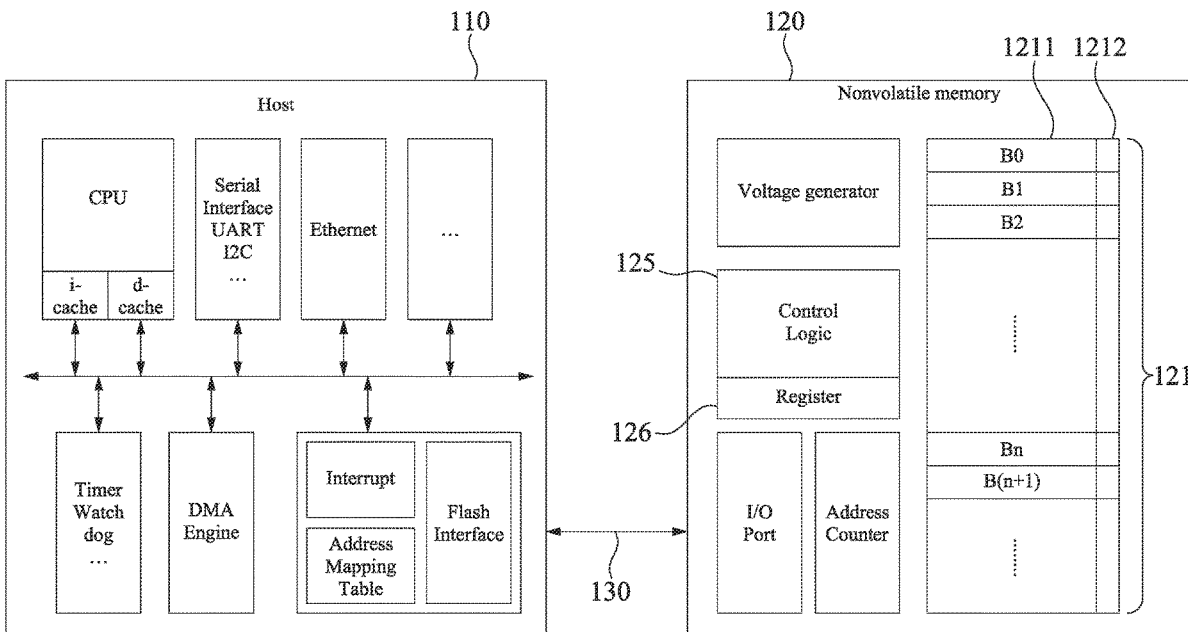 110
120
1211
1212
Host
CPU
i-
cache
d-
cache
Serial
Interface
UART
I2C
...
Ethernet
...
Timer
Watch
dog
...
DMA
Engine
Interrupt
Address
Mapping
Table
Flash
Interface
130
Nonvolatile memory
Voltage generator
125
Control
Logic
Register
126
I/O
Port
Address
Counter
B0
B1
B2
......
Bn
B(n+1)
......
121